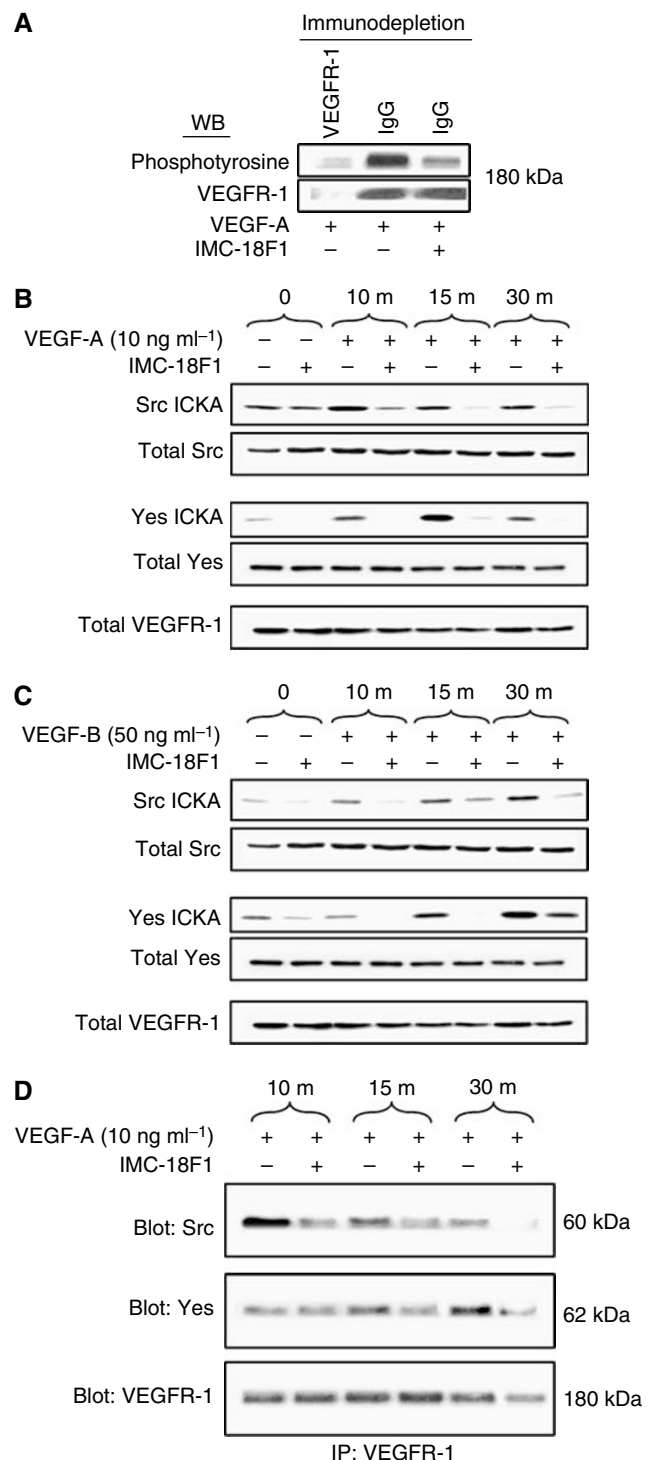 A
Immunodepletion
WB
VEGFR-1 IgG IgG
Phosphotyrosine
VEGFR-1
180 kDa
VEGF-A + + +
IMC-18F1 – – +
B
0 10 m 15 m 30 m
VEGF-A (10 ng ml–1) – – + + + + + +
IMC-18F1 – + – + – + – +
Src ICKA
Total Src
Yes ICKA
Total Yes
Total VEGFR-1
C
0 10 m 15 m 30 m
VEGF-B (50 ng ml–1) – – + + + + + +
IMC-18F1 – + – + – + – +
Src ICKA
Total Src
Yes ICKA
Total Yes
Total VEGFR-1
D
10 m 15 m 30 m
VEGF-A (10 ng ml–1) + + + + + +
IMC-18F1 – + – + – +
Blot: Src 60 kDa
Blot: Yes 62 kDa
Blot: VEGFR-1 180 kDa
IP: VEGFR-1